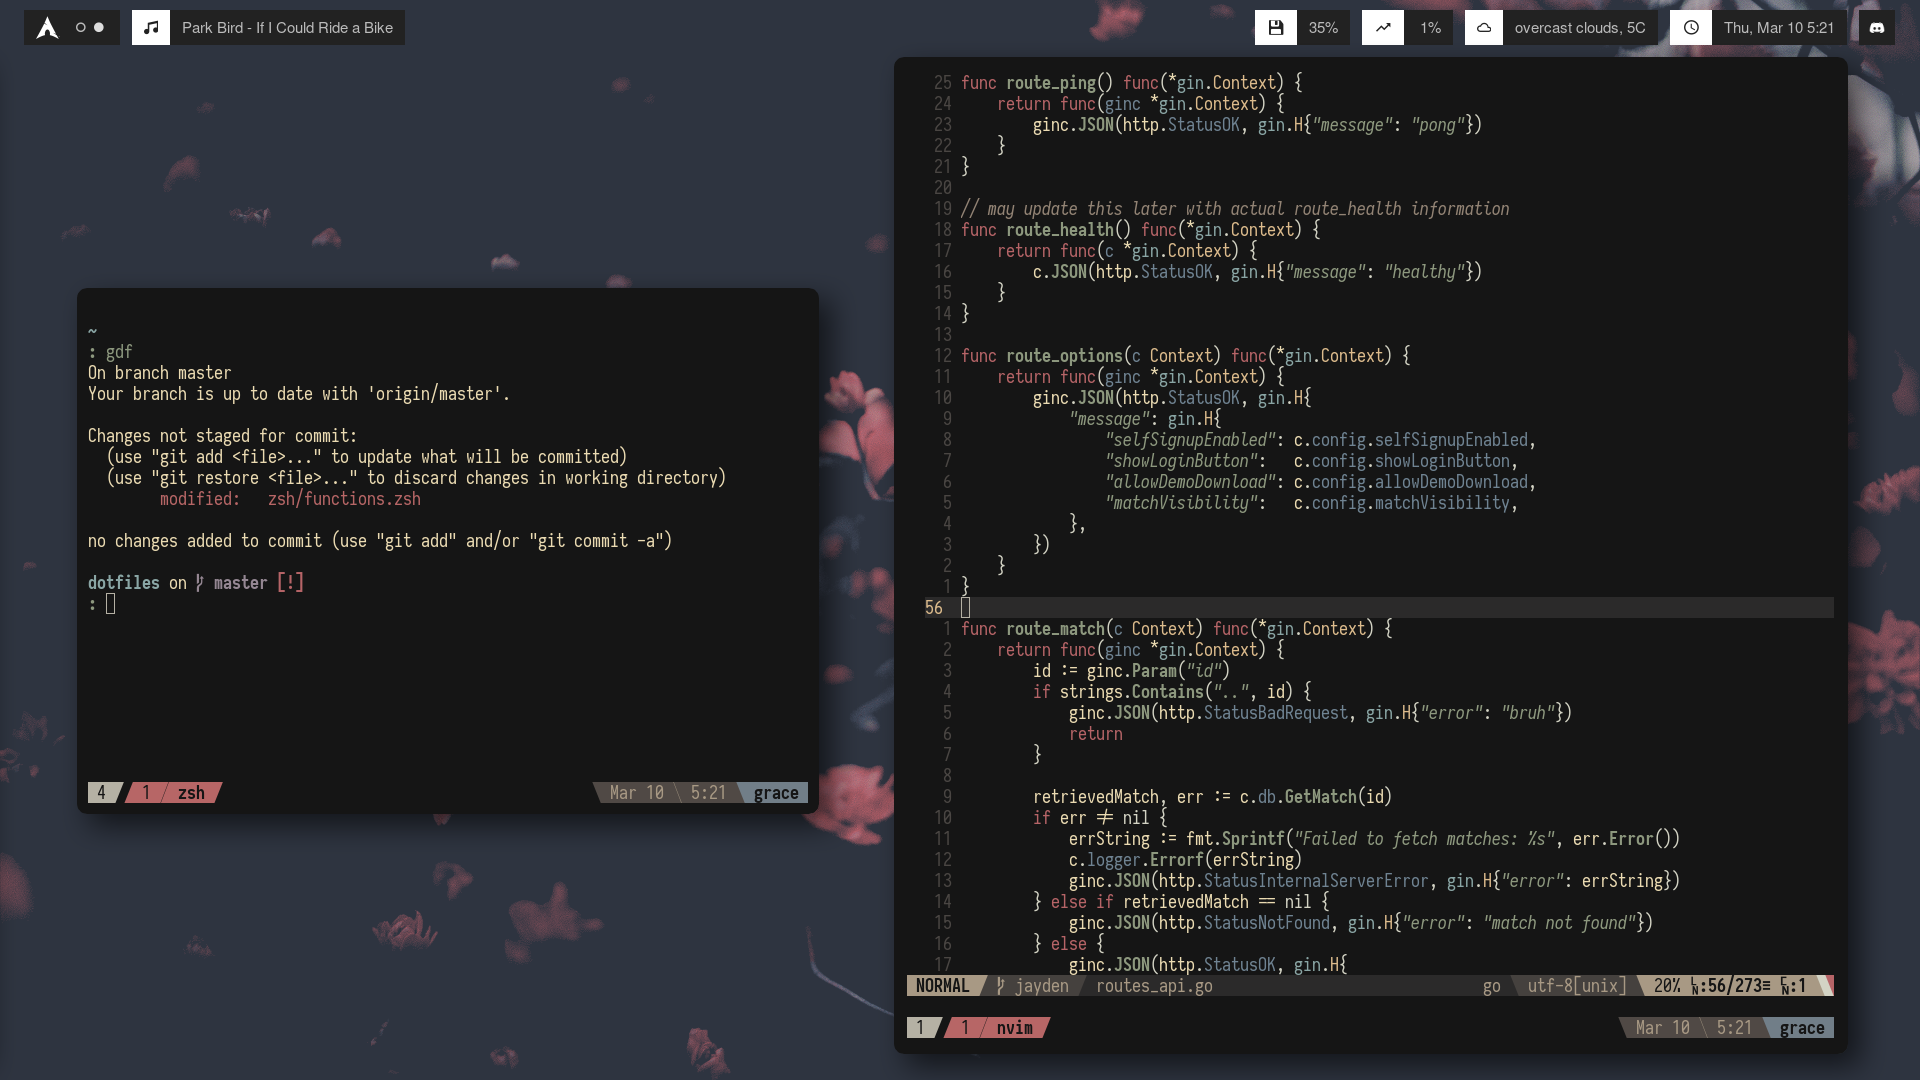 Park Bird - If I Could Ride a Bike
35%
1%
overcast clouds, 5C
Thu, Mar 10 5:21
~
: gdf
On branch master
Your branch is up to date with 'origin/master'.
Changes not staged for commit:
(use "git add <file>..." to update what will be committed)
(use "git restore <file>..." to discard changes in working directory)
modified:   zsh/functions.zsh
no changes added to commit (use "git add" and/or "git commit -a")
dotfiles on master [!]
:
4 1 zsh Mar 10 5:21 grace
25 func route_ping() func(*gin.Context) {
24     return func(ginc *gin.Context) {
23         ginc.JSON(http.StatusOK, gin.H{"message": "pong"})
22     }
21 }
20
19 // may update this later with actual route_health information
18 func route_health() func(*gin.Context) {
17     return func(c *gin.Context) {
16         c.JSON(http.StatusOK, gin.H{"message": "healthy"})
15     }
14 }
13
12 func route_options(c Context) func(*gin.Context) {
11     return func(ginc *gin.Context) {
10         ginc.JSON(http.StatusOK, gin.H{
9             "message": gin.H{
8                 "selfSignupEnabled": c.config.selfSignupEnabled,
7                 "showLoginButton":   c.config.showLoginButton,
6                 "allowDemoDownload": c.config.allowDemoDownload,
5                 "matchVisibility":   c.config.matchVisibility,
4             },
3         })
2     }
1 }
56
1 func route_match(c Context) func(*gin.Context) {
2     return func(ginc *gin.Context) {
3         id := ginc.Param("id")
4         if strings.Contains("..", id) {
5             ginc.JSON(http.StatusBadRequest, gin.H{"error": "bruh"})
6             return
7         }
8
9         retrievedMatch, err := c.db.GetMatch(id)
10         if err != nil {
11             errString := fmt.Sprintf("Failed to fetch matches: %s", err.Error())
12             c.logger.Errorf(errString)
13             ginc.JSON(http.StatusInternalServerError, gin.H{"error": errString})
14         } else if retrievedMatch == nil {
15             ginc.JSON(http.StatusNotFound, gin.H{"error": "match not found"})
16         } else {
17             ginc.JSON(http.StatusOK, gin.H{
NORMAL jayden routes_api.go go utf-8[unix] 20% LN:56/273≡ CN:1
1 1 nvim Mar 10 5:21 grace